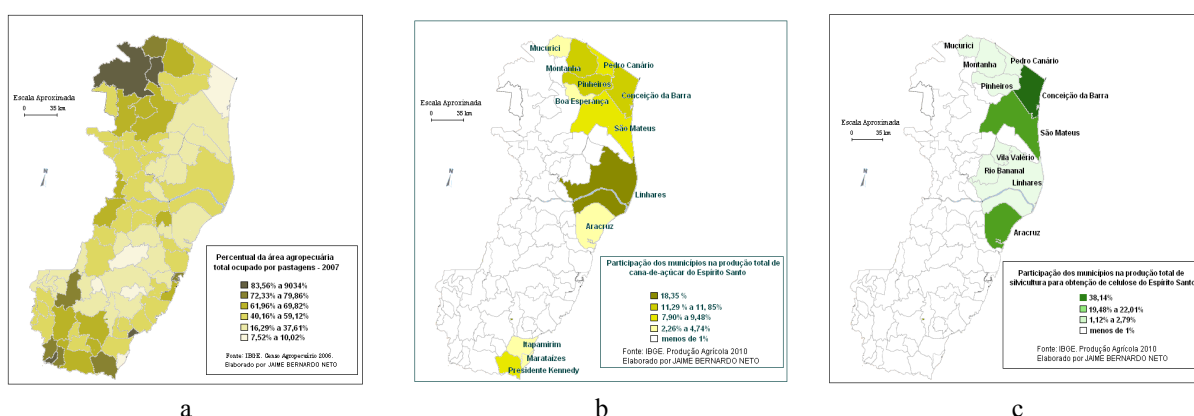 Escala Aproximada
0 35 km
N
Percentual da área agropecuária
total ocupado por pastagens - 2007
83,56% a 9034%
72,33% a 79,86%
61,96% a 69,82%
40,16% a 59,12%
16,29% a 37,61%
7,52% a 10,02%
Fonte: IBGE. Censo Agropecuário 2006.
Elaborado por JAIME BERNARDO NETO
a
Mucurici
Pedro Canário
Montanha
Pinheiros
Conceição da Barra
Boa Esperança
Escala Aproximada
0 35 km
São Mateus
N
Linhares
Aracruz
Participação dos municípios na produção total de
cana-de-açúcar do Espírito Santo
18,35 %
11,29 % a 11, 85%
7,90% a 9,48%
2,26% a 4,74%
menos de 1%
Fonte: IBGE. Produção Agrícola 2010
Elaborado por JAIME BERNARDO NETO
Itapamirim
Marataízes
Presidente Kennedy
b
Mucurici
Pedro Canário
Montanha
Pinheiros
Conceição da Barra
Escala Aproximada
0 35 km
São Mateus
Vila Valério
Rio Bananal
N
Linhares
Aracruz
Participação dos municípios na produção total de
silvicultura para obtenção de celulose do Espírito Santo
38,14%
19,48% a 22,01%
1,12% a 2,79%
menos de 1%
Fonte: IBGE. Produção Agrícola 2010
Elaborado por JAIME BERNARDO NETO
c